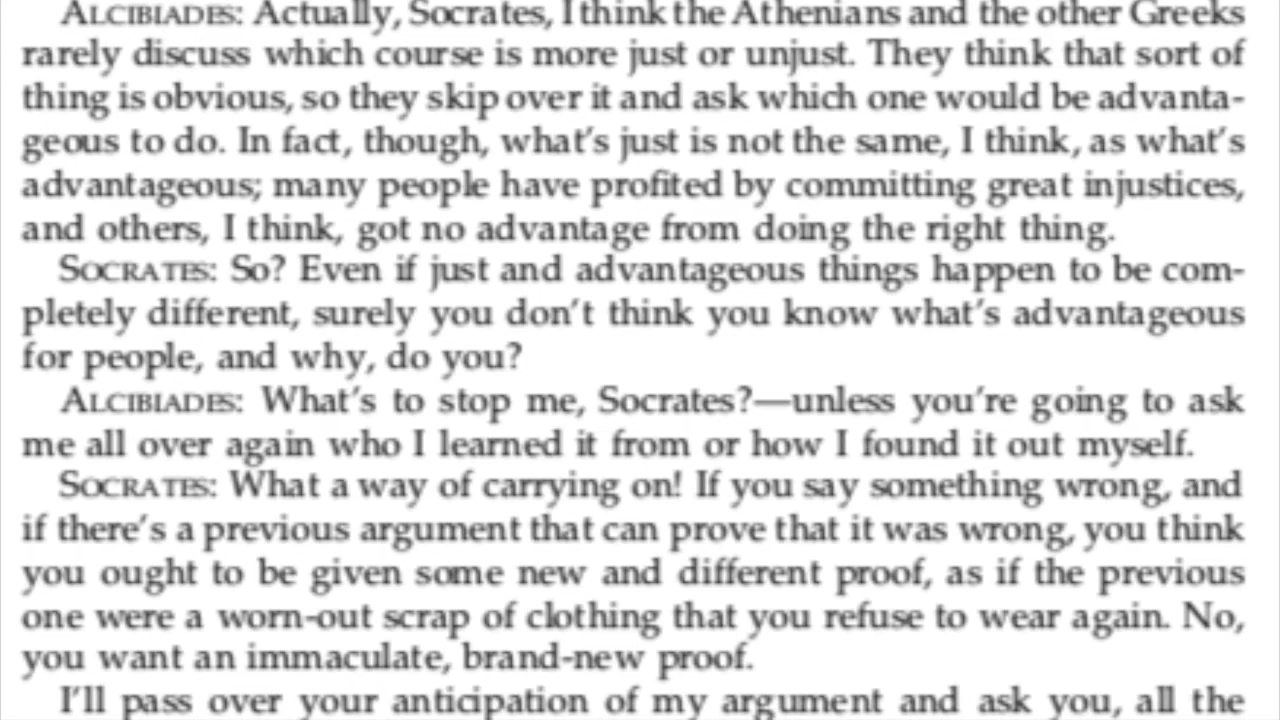 ALCIBIADES: Actually, Socrates, I think the Athenians and the other Greeks
rarely discuss which course is more just or unjust. They think that sort of
thing is obvious, so they skip over it and ask which one would be advanta-
geous to do. In fact, though, what's just is not the same, I think, as what's
advantageous; many people have profited by committing great injustices,
and others, I think, got no advantage from doing the right thing.
SOCRATES: So? Even if just and advantageous things happen to be com-
pletely different, surely you don't think you know what's advantageous
for people, and why, do you?
ALCIBIADES: What's to stop me, Socrates?—unless you're going to ask
me all over again who I learned it from or how I found it out myself.
SOCRATES: What a way of carrying on! If you say something wrong, and
if there's a previous argument that can prove that it was wrong, you think
you ought to be given some new and different proof, as if the previous
one were a worn-out scrap of clothing that you refuse to wear again. No,
you want an immaculate, brand-new proof.
I'll pass over your anticipation of my argument and ask you, all the